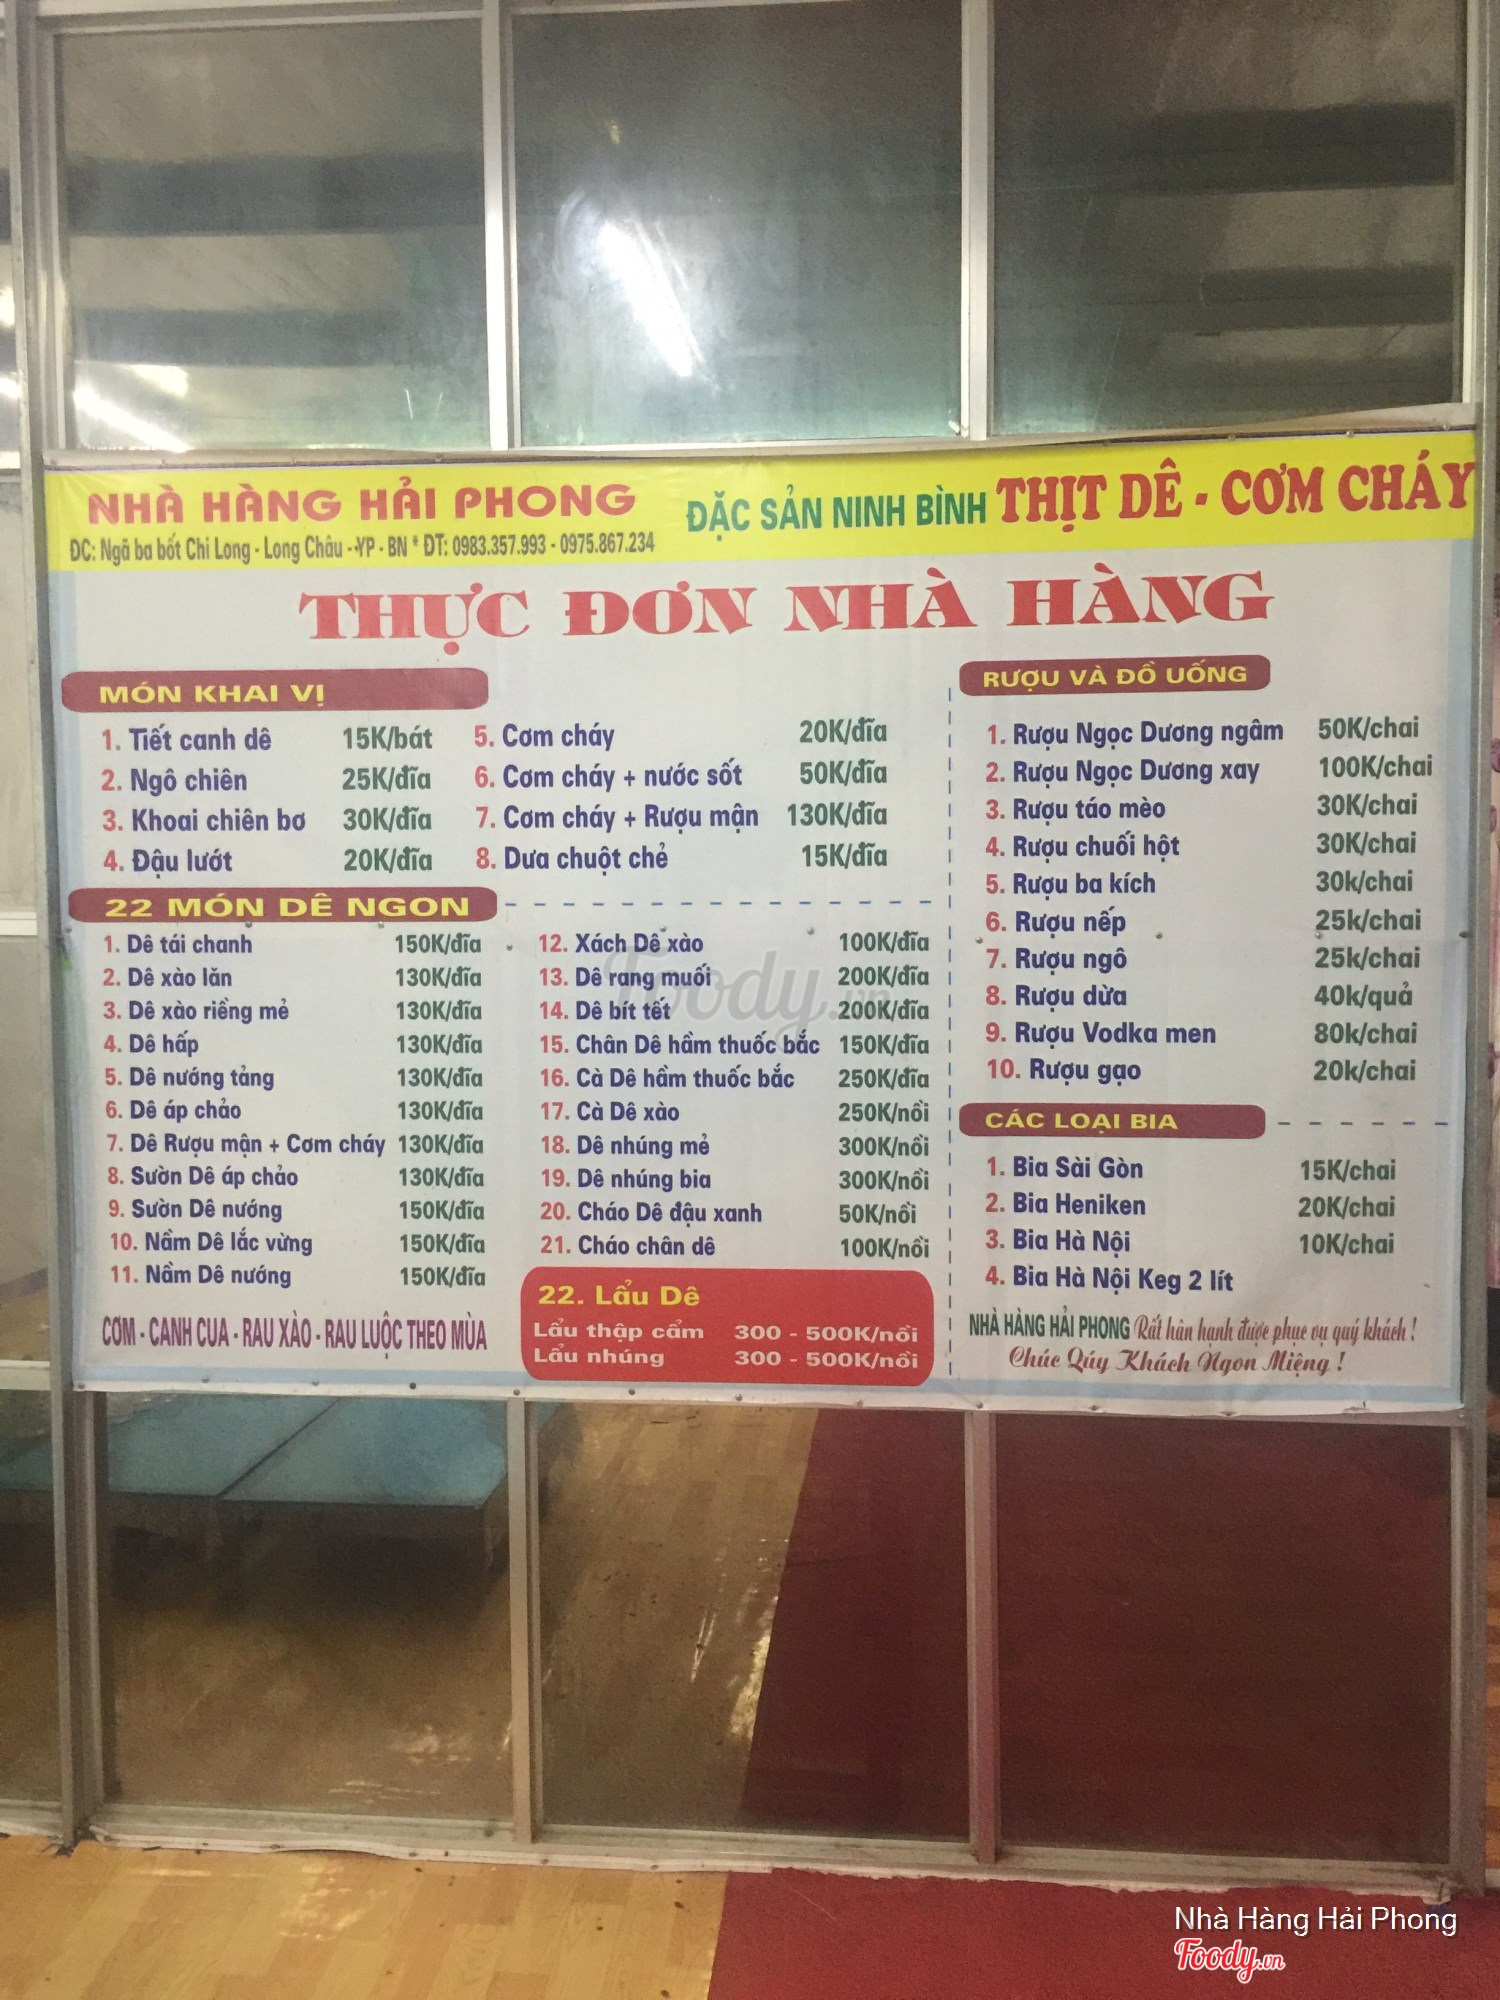 NHÀ HÀNG HẢI PHONG
ĐC: Ngã ba bốt Chi Long - Long Châu -YP - BN * ĐT: 0983.357.993 - 0975.867.234
ĐẶC SẢN NINH BÌNH THỊT DÊ - CƠM CHÁY
THỰC ĐƠN NHÀ HÀNG
MÓN KHAI VỊ
1. Tiết canh dê 15K/bát
2. Ngô chiên 25K/đĩa
3. Khoai chiên bơ 30K/đĩa
4. Đậu lướt 20K/đĩa
5. Cơm cháy 20K/đĩa
6. Cơm cháy + nước sốt 50K/đĩa
7. Cơm cháy + Rượu mận 130K/đĩa
8. Dưa chuột chẻ 15K/đĩa
22 MÓN DÊ NGON
1. Dê tái chanh 150K/đĩa
2. Dê xào lăn 130K/đĩa
3. Dê xào riềng mẻ 130K/đĩa
4. Dê hấp 130K/đĩa
5. Dê nướng tảng 130K/đĩa
6. Dê áp chảo 130K/đĩa
7. Dê Rượu mận + Cơm cháy 130K/đĩa
8. Sườn Dê áp chảo 130K/đĩa
9. Sườn Dê nướng 150K/đĩa
10. Nầm Dê lắc vừng 150K/đĩa
11. Nầm Dê nướng 150K/đĩa
CƠM - CANH CUA - RAU XÀO - RAU LUỘC THEO MÙA
12. Xách Dê xào 100K/đĩa
13. Dê rang muối 200K/đĩa
14. Dê bít tết 200K/đĩa
15. Chân Dê hầm thuốc bắc 150K/đĩa
16. Cà Dê hầm thuốc bắc 250K/đĩa
17. Cà Dê xào 250K/nồi
18. Dê nhúng mẻ 300K/nồi
19. Dê nhúng bia 300K/nồi
20. Cháo Dê đậu xanh 50K/nồi
21. Cháo chân dê 100K/nồi
22. Lẩu Dê
Lẩu thập cẩm 300 - 500K/nồi
Lẩu nhúng 300 - 500K/nồi
RƯỢU VÀ ĐỒ UỐNG
1. Rượu Ngọc Dương ngâm 50K/chai
2. Rượu Ngọc Dương xay 100K/chai
3. Rượu táo mèo 30K/chai
4. Rượu chuối hột 30K/chai
5. Rượu ba kích 30k/chai
6. Rượu nếp 25k/chai
7. Rượu ngô 25k/chai
8. Rượu dừa 40k/quả
9. Rượu Vodka men 80k/chai
10. Rượu gạo 20k/chai
CÁC LOẠI BIA
1. Bia Sài Gòn 15K/chai
2. Bia Heniken 20K/chai
3. Bia Hà Nội 10K/chai
4. Bia Hà Nội Keg 2 lít
NHÀ HÀNG HẢI PHONG Rất hân hạnh được phục vụ quý khách !
Chúc Qúy Khách Ngon Miệng !
Foody.vn
Nhà Hàng Hải Phong
Foody.vn